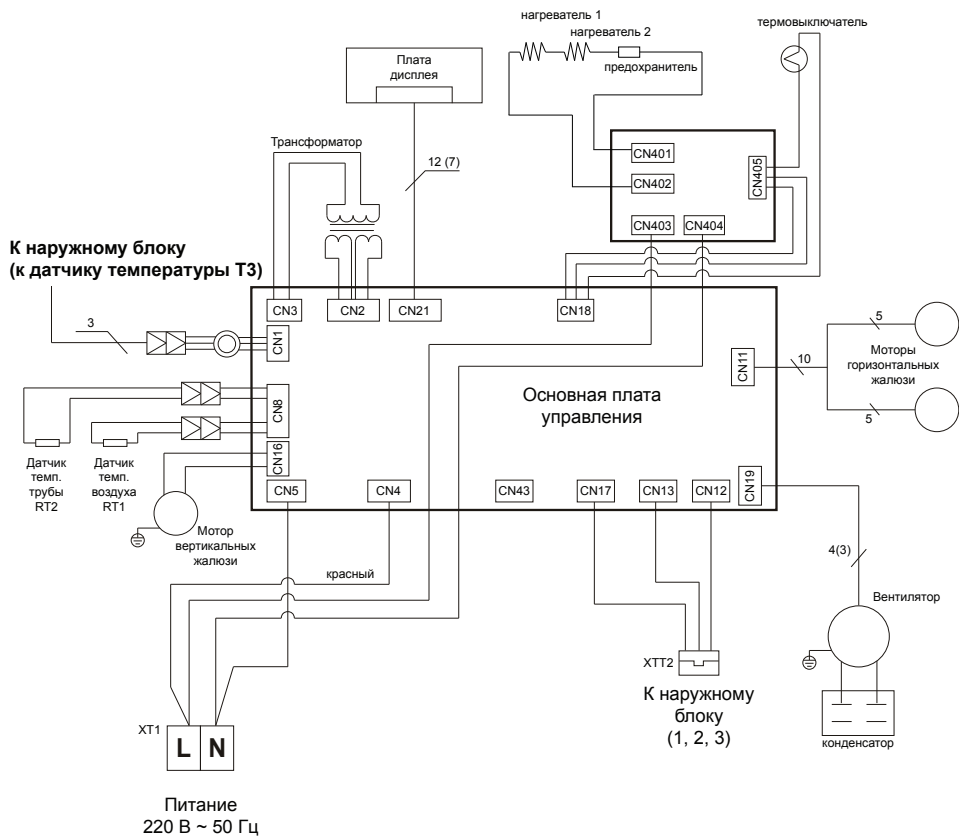 нагреватель 1
нагреватель 2
предохранитель
термовыключатель
Плата
дисплея
Трансформатор
12 (7)
CN401
CN402
CN403
CN404
CN405
К наружному блоку
(к датчику температуры Т3)
3
CN3
CN2
CN21
CN18
CN1
CN8
CN16
CN11
Основная плата
управления
10
5
Моторы
горизонтальных
жалюзи
5
Датчик
темп.
трубы
RT2
Датчик
темп.
воздуха
RT1
Мотор
вертикальных
жалюзи
CN5
CN4
CN43
CN17
CN13
CN12
CN19
красный
4(3)
Вентилятор
конденсатор
XTT2
К наружному
блоку
(1, 2, 3)
XT1
L N
Питание
220 В ~ 50 Гц